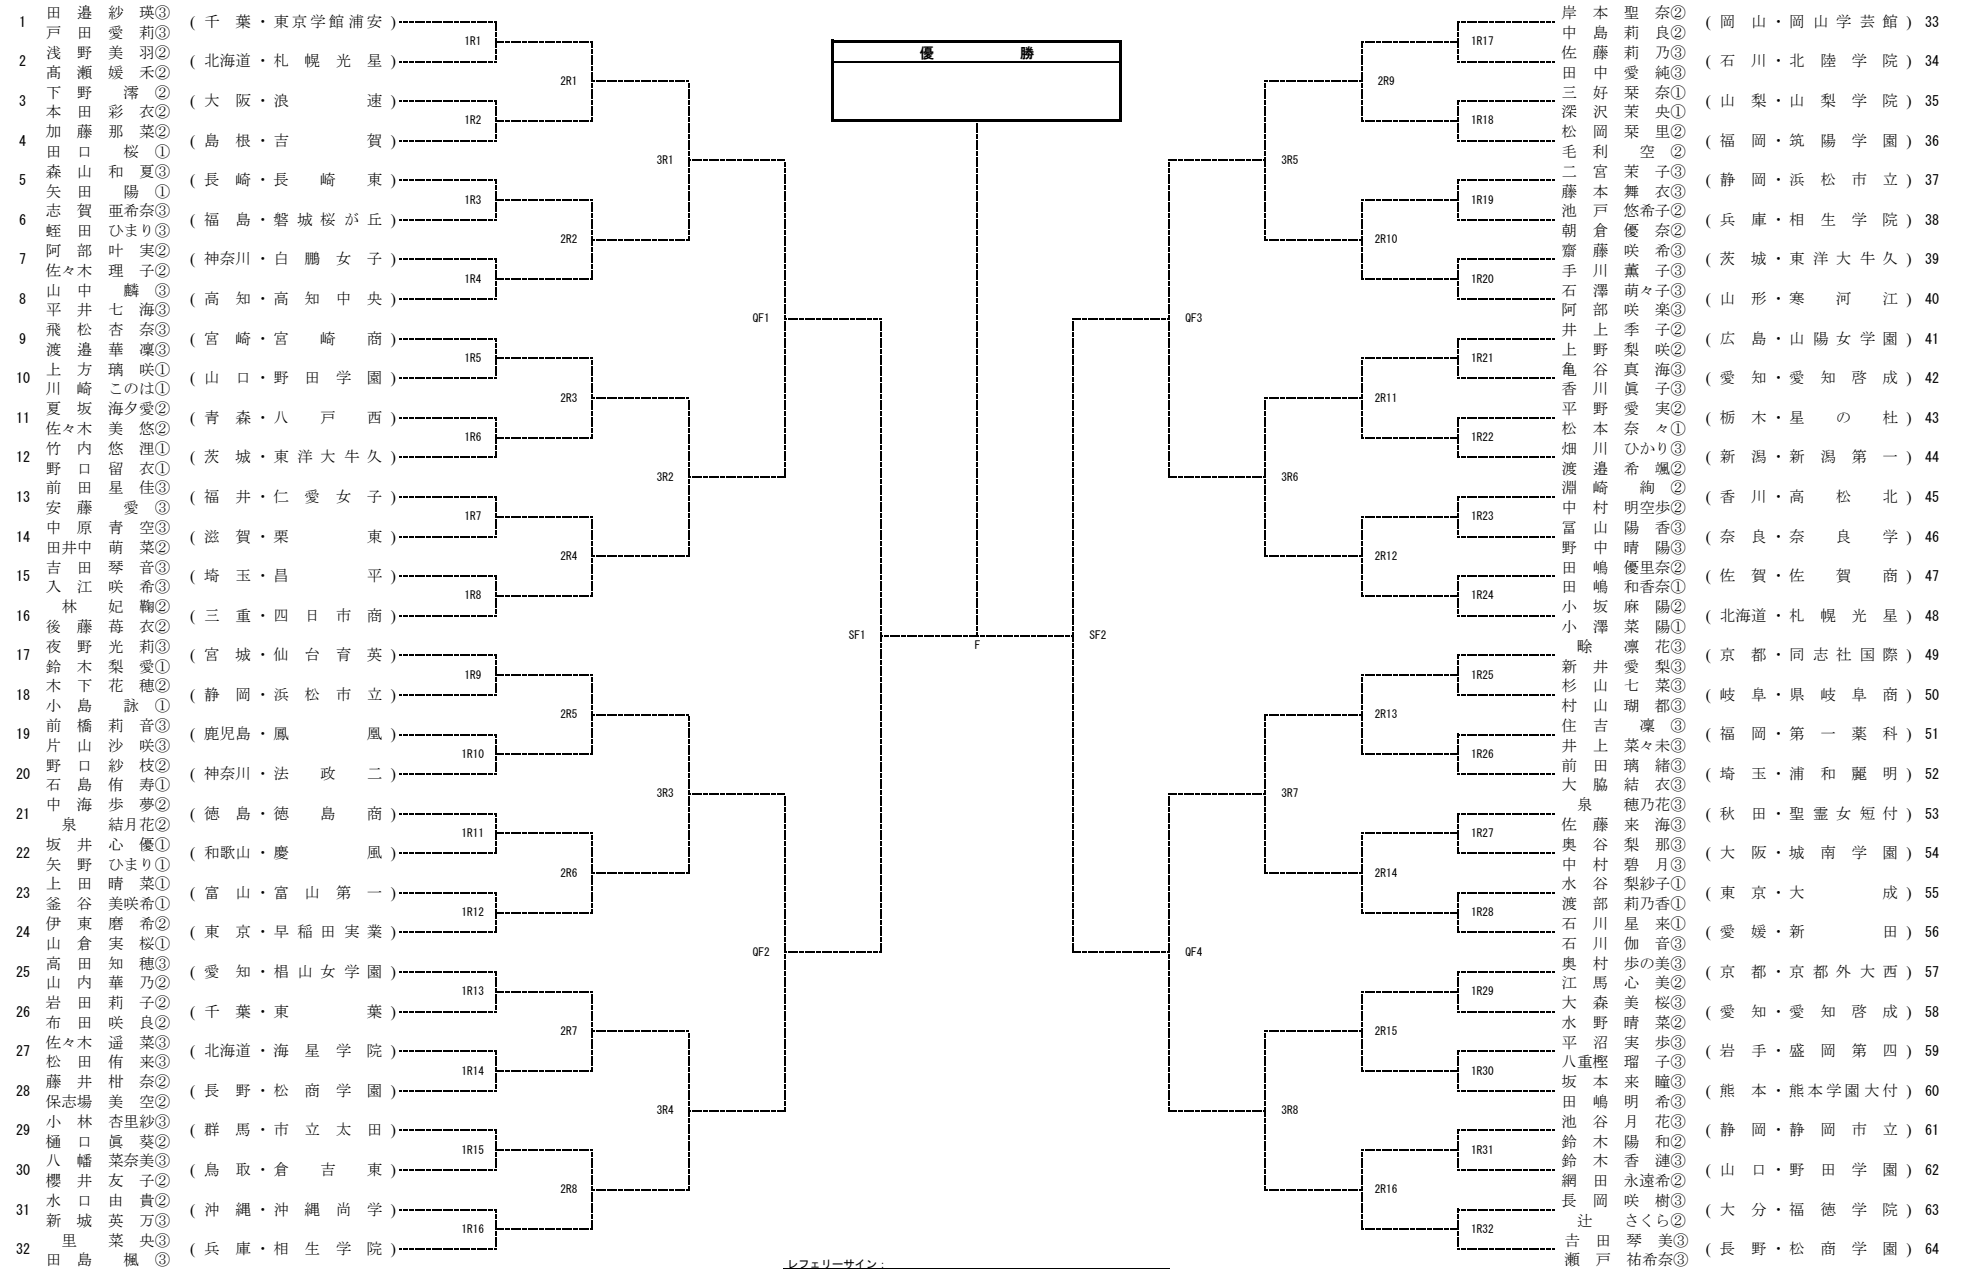 優 勝
1 田邉 紗瑛③ 戸田 愛莉③ (千葉・東京学館浦安)
2 浅野 美羽② 髙瀬 媛禾② (北海道・札幌光星)
3 下野 澪② 本田 彩衣② (大阪・浪速)
4 加藤 那菜② 田口 桜① (島根・吉賀)
5 森山 和夏③ 矢田 陽① (長崎・長崎東)
6 志賀 亜希奈③ 蛭田 ひまり③ (福島・磐城桜が丘)
7 阿部 叶実② 佐々木 理子② (神奈川・白鵬女子)
8 山中 麟③ 平井 七海③ (高知・高知中央)
9 飛松 杏奈③ 渡邉 華凜③ (宮崎・宮崎商)
10 上方 璃咲① 川崎 このは① (山口・野田学園)
11 夏坂 海夕愛② 佐々木 美悠② (青森・八戸西)
12 竹内 悠浬① 野口 留衣① (茨城・東洋大牛久)
13 前田 星佳③ 安藤 愛③ (福井・仁愛女子)
14 中原 青空③ 田井中 萌菜② (滋賀・栗東)
15 吉田 琴音③ 入江 咲希③ (埼玉・昌平)
16 林 妃鞠② 後藤 苺衣② (三重・四日市商)
17 夜野 光莉③ 鈴木 梨愛① (宮城・仙台育英)
18 木下 花穂② 小島 詠① (静岡・浜松市立)
19 前橋 莉音③ 片山 沙咲③ (鹿児島・鳳凰)
20 野口 紗枝② 石島 侑寿① (神奈川・法政二)
21 中海 歩夢② 泉 結月花② (徳島・徳島商)
22 坂井 心優① 矢野 ひまり① (和歌山・慶風)
23 上田 晴菜① 釜谷 美咲希① (富山・富山第一)
24 伊東 磨希② 山倉 実桜① (東京・早稲田実業)
25 高田 知穂③ 山内 華乃② (愛知・椙山女学園)
26 岩田 莉子② 布田 咲良② (千葉・東葉)
27 佐々木 遥菜③ 松田 侑来③ (北海道・海星学院)
28 藤井 柑奈② 保志場 美空② (長野・松商学園)
29 小林 杏里紗③ 樋口 眞葵② (群馬・市立太田)
30 八幡 菜奈美③ 櫻井 友子② (鳥取・倉吉東)
31 水口 由貴② 新城 英万③ (沖縄・沖縄尚学)
32 里 菜央③ 田島 楓③ (兵庫・相生学院)
1R1
1R2
1R3
1R4
1R5
1R6
1R7
1R8
1R9
1R10
1R11
1R12
1R13
1R14
1R15
1R16
2R1
2R2
2R3
2R4
2R5
2R6
2R7
2R8
3R1
3R2
3R3
3R4
QF1
QF2
SF1
F
SF2
QF3
QF4
3R5
3R6
3R7
3R8
2R9
2R10
2R11
2R12
2R13
2R14
2R15
2R16
1R17
1R18
1R19
1R20
1R21
1R22
1R23
1R24
1R25
1R26
1R27
1R28
1R29
1R30
1R31
1R32
岸本 聖奈② 中島 莉良② (岡山・岡山学芸館) 33
佐藤 莉乃③ 田中 愛純③ (石川・北陸学院) 34
三好 栞奈① 深沢 茉央① (山梨・山梨学院) 35
松岡 栞里② 毛利 空② (福岡・筑陽学園) 36
二宮 茉子③ 藤本 舞衣③ (静岡・浜松市立) 37
池戸 悠希子② 朝倉 優奈② (兵庫・相生学院) 38
齋藤 咲希③ 手川 薫子③ (茨城・東洋大牛久) 39
石澤 萌々子③ 阿部 咲楽③ (山形・寒河江) 40
井上 季子② 上野 梨咲② (広島・山陽女学園) 41
亀谷 真海③ 香川 眞子③ (愛知・愛知啓成) 42
平野 愛実② 松本 奈々① (栃木・星の杜) 43
畑川 ひかり③ 渡邉 希颯② (新潟・新潟第一) 44
淵崎 絢② 中村 明空歩② (香川・高松北) 45
冨山 陽香③ 野中 晴陽③ (奈良・奈良学) 46
田嶋 優里奈② 田嶋 和香奈① (佐賀・佐賀商) 47
小坂 麻陽② 小澤 菜陽① (北海道・札幌光星) 48
畭 凛花③ 新井 愛梨③ (京都・同志社国際) 49
杉山 七菜③ 村山 瑚都③ (岐阜・県岐阜商) 50
住吉 凜③ 井上 菜々未③ (福岡・第一薬科) 51
前田 璃緒③ 大脇 結衣③ (埼玉・浦和麗明) 52
泉 穂乃花③ 佐藤 来海③ (秋田・聖霊女短付) 53
奥谷 梨那③ 中村 碧月③ (大阪・城南学園) 54
水谷 梨紗子① 渡部 莉乃香① (東京・大成) 55
石川 星来① 石川 伽音③ (愛媛・新田) 56
奥村 歩の美③ 江馬 心美② (京都・京都外大西) 57
大森 美桜③ 水野 晴菜② (愛知・愛知啓成) 58
平沼 実歩③ 八重樫 瑠子③ (岩手・盛岡第四) 59
坂本 来瞳③ 田嶋 明希③ (熊本・熊本学園大付) 60
池谷 月花③ 鈴木 陽和② (静岡・静岡市立) 61
鈴木 香漣③ 網田 永遠希② (山口・野田学園) 62
長岡 咲樹③ 辻 さくら② (大分・福徳学院) 63
𠮷田 琴美③ 瀬戸 祐希奈③ (長野・松商学園) 64
レフェリーサイン: